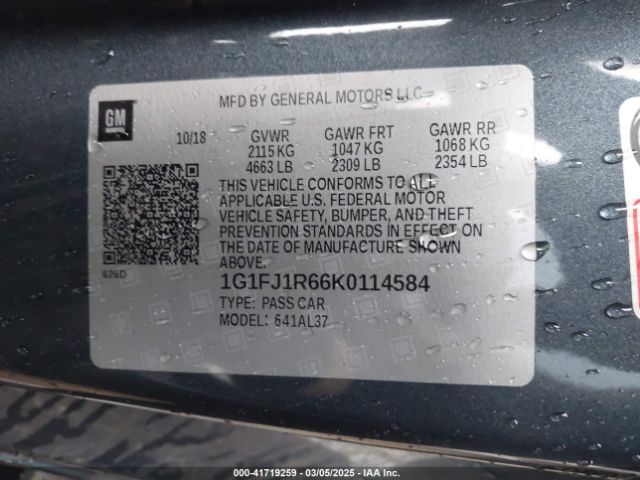 MFD BY GENERAL MOTORS LLC
GM
10/18 GVWR GAWR FRT GAWR RR
2115 KG 1047 KG 1068 KG
4663 LB 2309 LB 2354 LB
THIS VEHICLE CONFORMS TO ALL
APPLICABLE U.S. FEDERAL MOTOR
VEHICLE SAFETY, BUMPER, AND THEFT
PREVENTION STANDARDS IN EFFECT ON
THE DATE OF MANUFACTURE SHOWN
ABOVE.
626D
1G1FJ1R66K0114584
TYPE: PASS CAR
MODEL: 641AL37
000-41719259 — 03/05/2025 — IAA Inc.